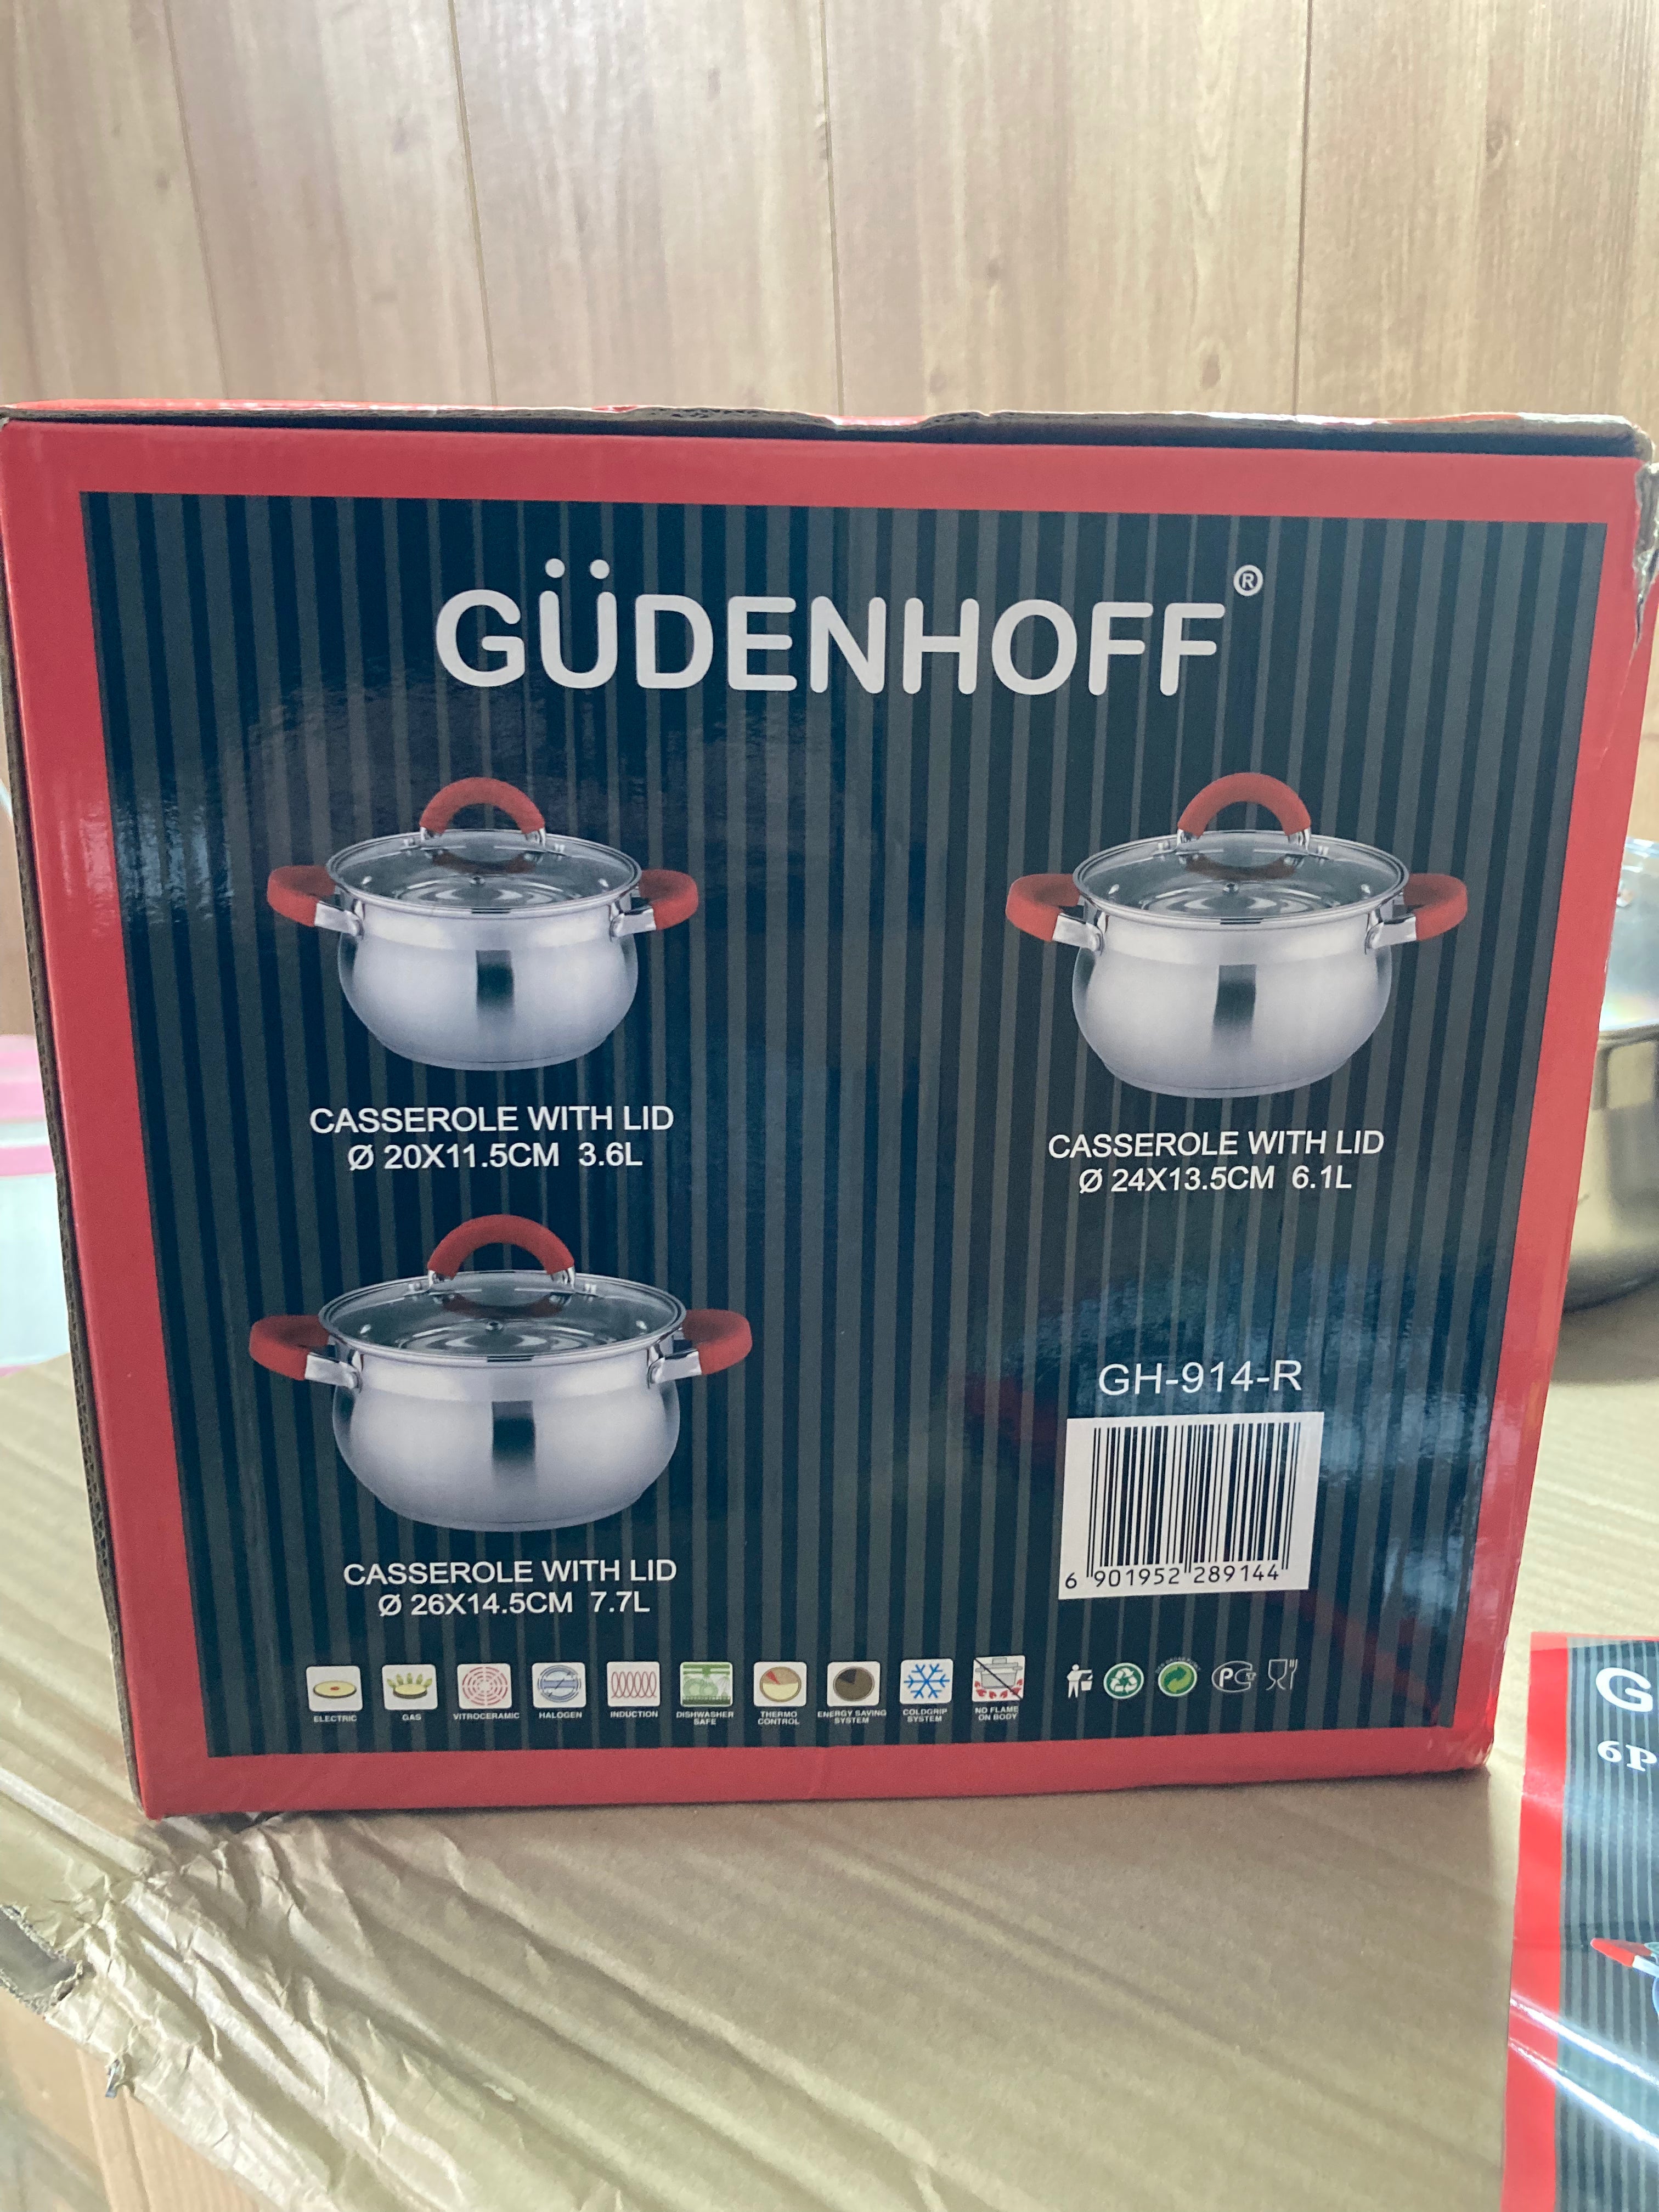 GÜDENHOFF®
CASSEROLE WITH LID
Ø 20X11.5CM 3.6L
CASSEROLE WITH LID
Ø 24X13.5CM 6.1L
CASSEROLE WITH LID
Ø 26X14.5CM 7.7L
GH-914-R
6 901952 289144
ELECTRIC
GAS
VITROCERAMIC
HALOGEN
INDUCTION
DISHWASHER
SAFE
THERMO
CONTROL
ENERGY SAVING
SYSTEM
COLDGRIP
SYSTEM
NO FLAME
ON BODY
G
6P